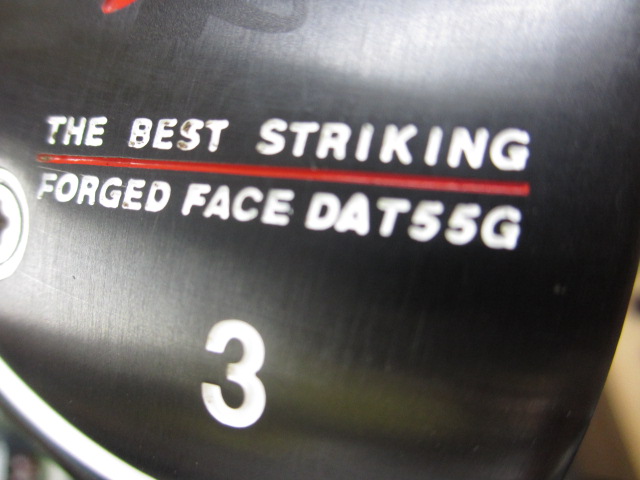 THE BEST STRIKING
FORGED FACE DAT55G
3